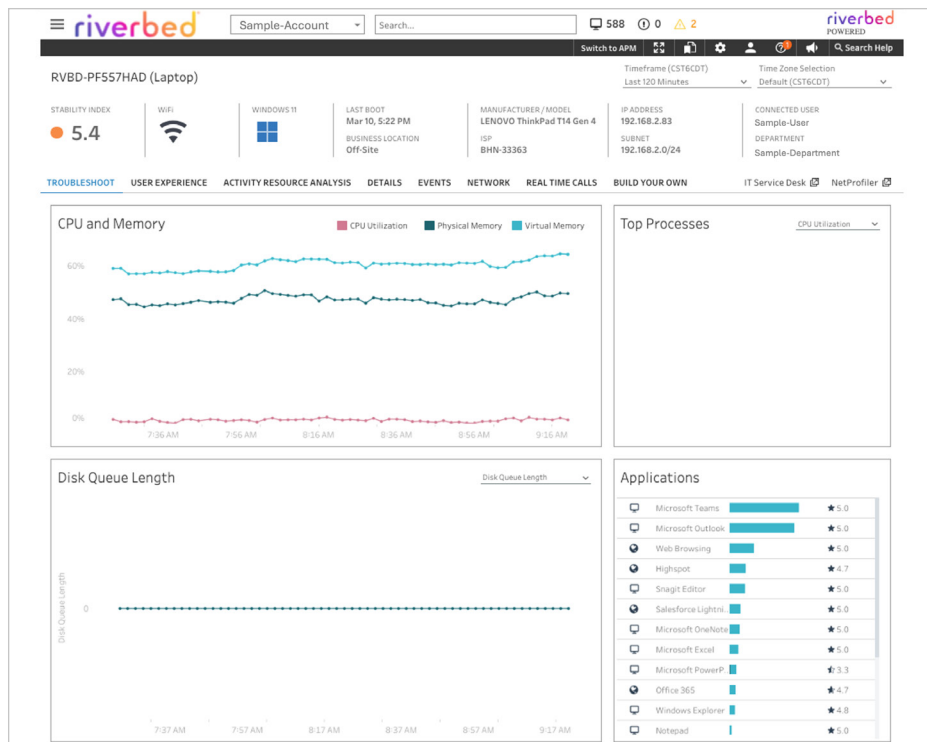 riverbed
Sample-Account
Search...
588
0
2
riverbed
POWERED
Switch to APM
Search Help
RVBD-PF557HAD (Laptop)
Timeframe (CST6CDT)
Last 120 Minutes
Time Zone Selection
Default (CST6CDT)
STABILITY INDEX
5.4
WiFi
WINDOWS 11
LAST BOOT
Mar 10, 5:22 PM
BUSINESS LOCATION
Off-Site
MANUFACTURER / MODEL
LENOVO ThinkPad T14 Gen 4
ISP
BHN-33363
IP ADDRESS
192.168.2.83
SUBNET
192.168.2.0/24
CONNECTED USER
Sample-User
DEPARTMENT
Sample-Department
TROUBLESHOOT USER EXPERIENCE ACTIVITY RESOURCE ANALYSIS DETAILS EVENTS NETWORK REAL TIME CALLS BUILD YOUR OWN IT Service Desk NetProfiler
CPU and Memory
CPU Utilization Physical Memory Virtual Memory
60%
40%
20%
0%
7:36 AM 7:56 AM 8:16 AM 8:36 AM 8:56 AM 9:16 AM
Top Processes
CPU Utilization
Disk Queue Length
Disk Queue Length
Disk Queue Length
0
7:37 AM 7:57 AM 8:17 AM 8:37 AM 8:57 AM 9:17 AM
Applications
Microsoft Teams 5.0
Microsoft Outlook 5.0
Web Browsing 5.0
Highspot 4.7
Snagit Editor 5.0
Salesforce Lightni... 5.0
Microsoft OneNote 5.0
Microsoft Excel 5.0
Microsoft PowerP... 3.3
Office 365 4.7
Windows Explorer 4.8
Notepad 5.0